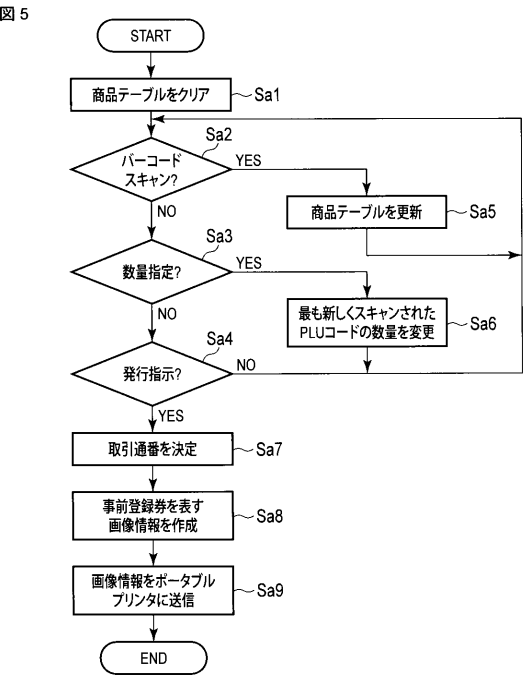 図 5
START
商品テーブルをクリア
Sa1
バーコード
スキャン?
Sa2
YES
NO
商品テーブルを更新
Sa5
数量指定?
Sa3
YES
NO
最も新しくスキャンされた
PLUコードの数量を変更
Sa6
発行指示?
Sa4
NO
YES
取引通番を決定
Sa7
事前登録券を表す
画像情報を作成
Sa8
画像情報をポータブル
プリンタに送信
Sa9
END